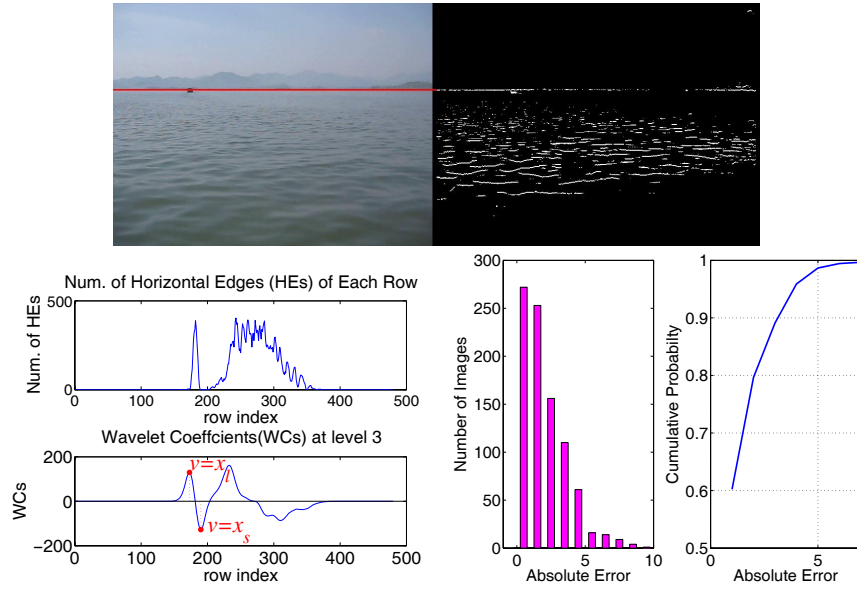 Num. of Horizontal Edges (HEs) of Each Row
500
0
Num. of HEs
0 100 200 300 400 500
row index
Wavelet Coeffcients(WCs) at level 3
200
0
−200
WCs
v=x_l
v=x_s
0 100 200 300 400 500
row index
300
250
200
150
100
50
0
Number of Images
0 5 10
Absolute Error
1
0.9
0.8
0.7
0.6
0.5
Cumulative Probabilty
0 5
Absolute Error